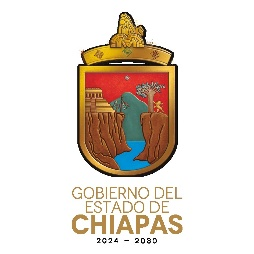 GOBIERNO DEL
ESTADO DE
CHIAPAS
2024 – 2030